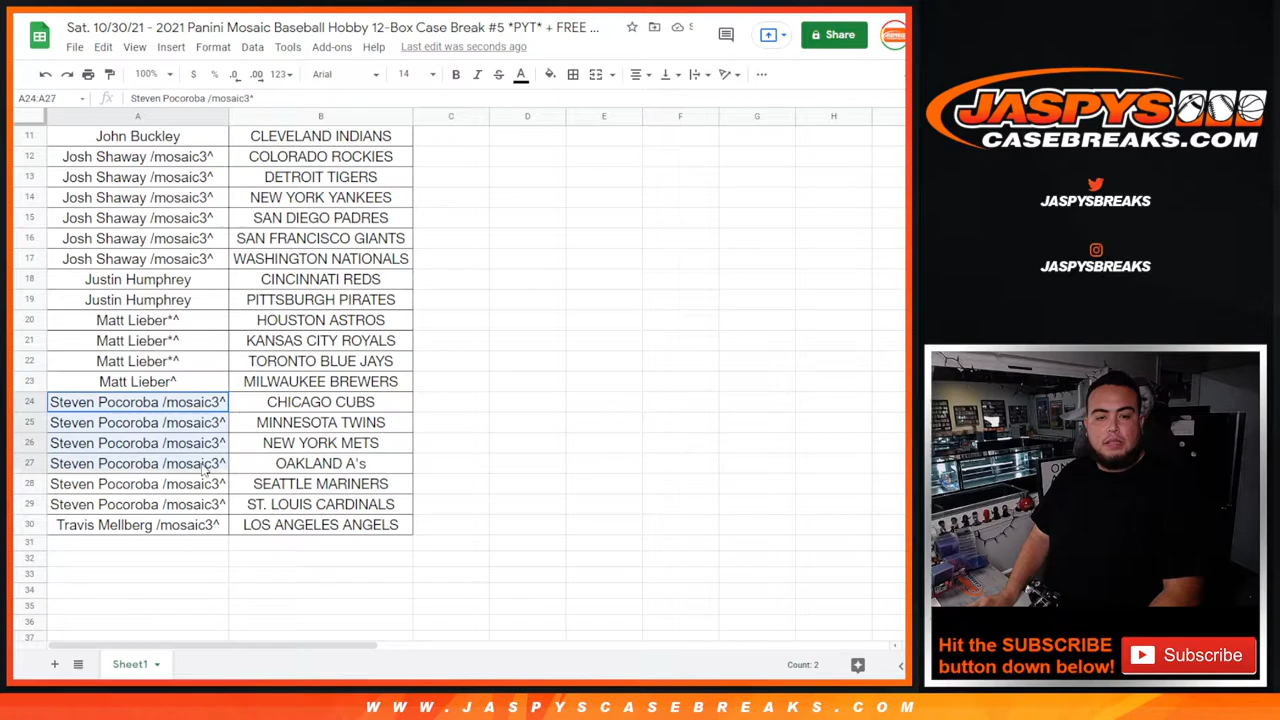 Sat. 10/30/21 - 2021 Panini Mosaic Baseball Hobby 12-Box Case Break #5 *PYT* + FREE ...
Share
File Edit View Insert Format Data Tools Add-ons Help Last edit was seconds ago
100% $ % .0 .00 123 Arial 14 B I S A
A24:A27 fx Steven Pocoroba /mosaic3^
A B C D E F G H
11 John Buckley CLEVELAND INDIANS
12 Josh Shaway /mosaic3^ COLORADO ROCKIES
13 Josh Shaway /mosaic3^ DETROIT TIGERS
14 Josh Shaway /mosaic3^ NEW YORK YANKEES
15 Josh Shaway /mosaic3^ SAN DIEGO PADRES
16 Josh Shaway /mosaic3^ SAN FRANCISCO GIANTS
17 Josh Shaway /mosaic3^ WASHINGTON NATIONALS
18 Justin Humphrey CINCINNATI REDS
19 Justin Humphrey PITTSBURGH PIRATES
20 Matt Lieber*^ HOUSTON ASTROS
21 Matt Lieber*^ KANSAS CITY ROYALS
22 Matt Lieber*^ TORONTO BLUE JAYS
23 Matt Lieber^ MILWAUKEE BREWERS
24 Steven Pocoroba /mosaic3^ CHICAGO CUBS
25 Steven Pocoroba /mosaic3^ MINNESOTA TWINS
26 Steven Pocoroba /mosaic3^ NEW YORK METS
27 Steven Pocoroba /mosaic3^ OAKLAND A's
28 Steven Pocoroba /mosaic3^ SEATTLE MARINERS
29 Steven Pocoroba /mosaic3^ ST. LOUIS CARDINALS
30 Travis Mellberg /mosaic3^ LOS ANGELES ANGELS
31
32
33
34
35
36
37
Sheet1
Count: 2
JASPYS
CASEBREAKS.COM
JASPYSBREAKS
JASPYSBREAKS
Hit the SUBSCRIBE
button down below!
Subscribe
WWW.JASPYSCASEBREAKS.COM